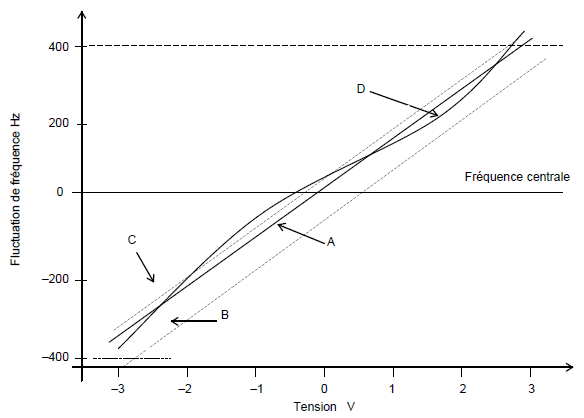 400
200
0
–200
–400
Fluctuation de fréquence Hz
D
Fréquence centrale
C
A
B
–3 –2 –1 0 1 2 3
Tension V